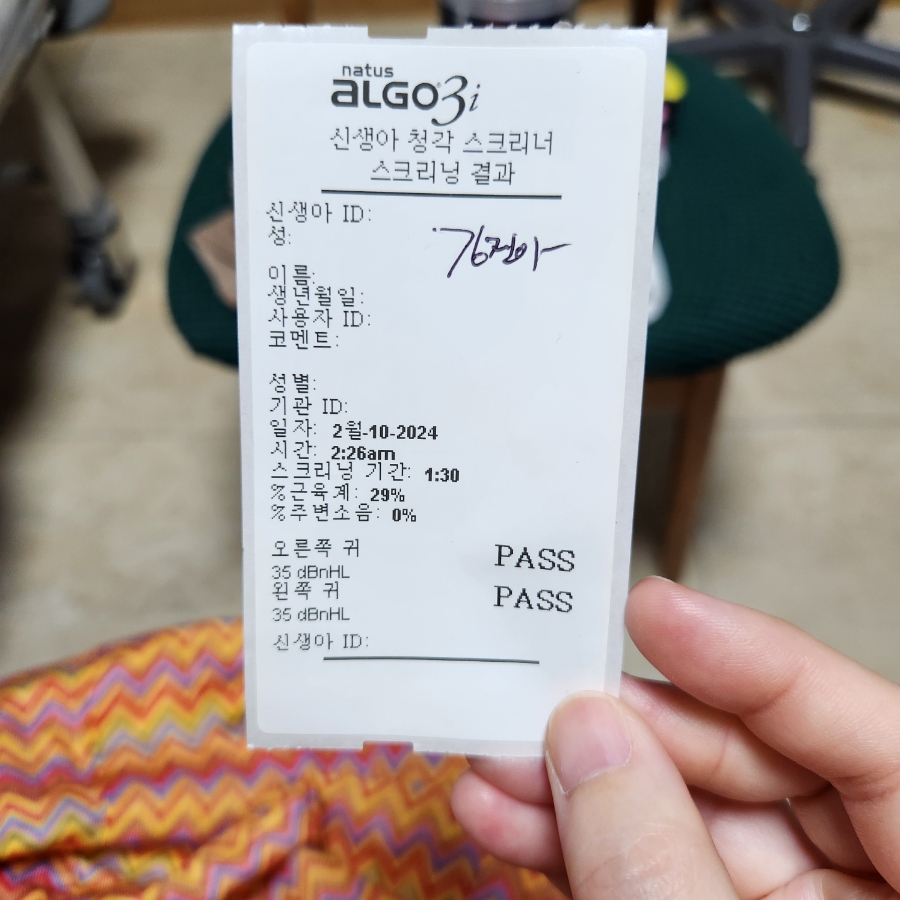 natus
ALGO 3i
신생아 청각 스크리너
스크리닝 결과
신생아 ID:
성:
이름:
생년월일:
사용자 ID:
코멘트:
성별:
기관 ID:
일자: 2월-10-2024
시간: 2:26am
스크리닝 기간: 1:30
%근육계: 29%
%주변소음: 0%
오른쪽 귀 PASS
35 dBnHL
왼쪽 귀 PASS
35 dBnHL
신생아 ID: